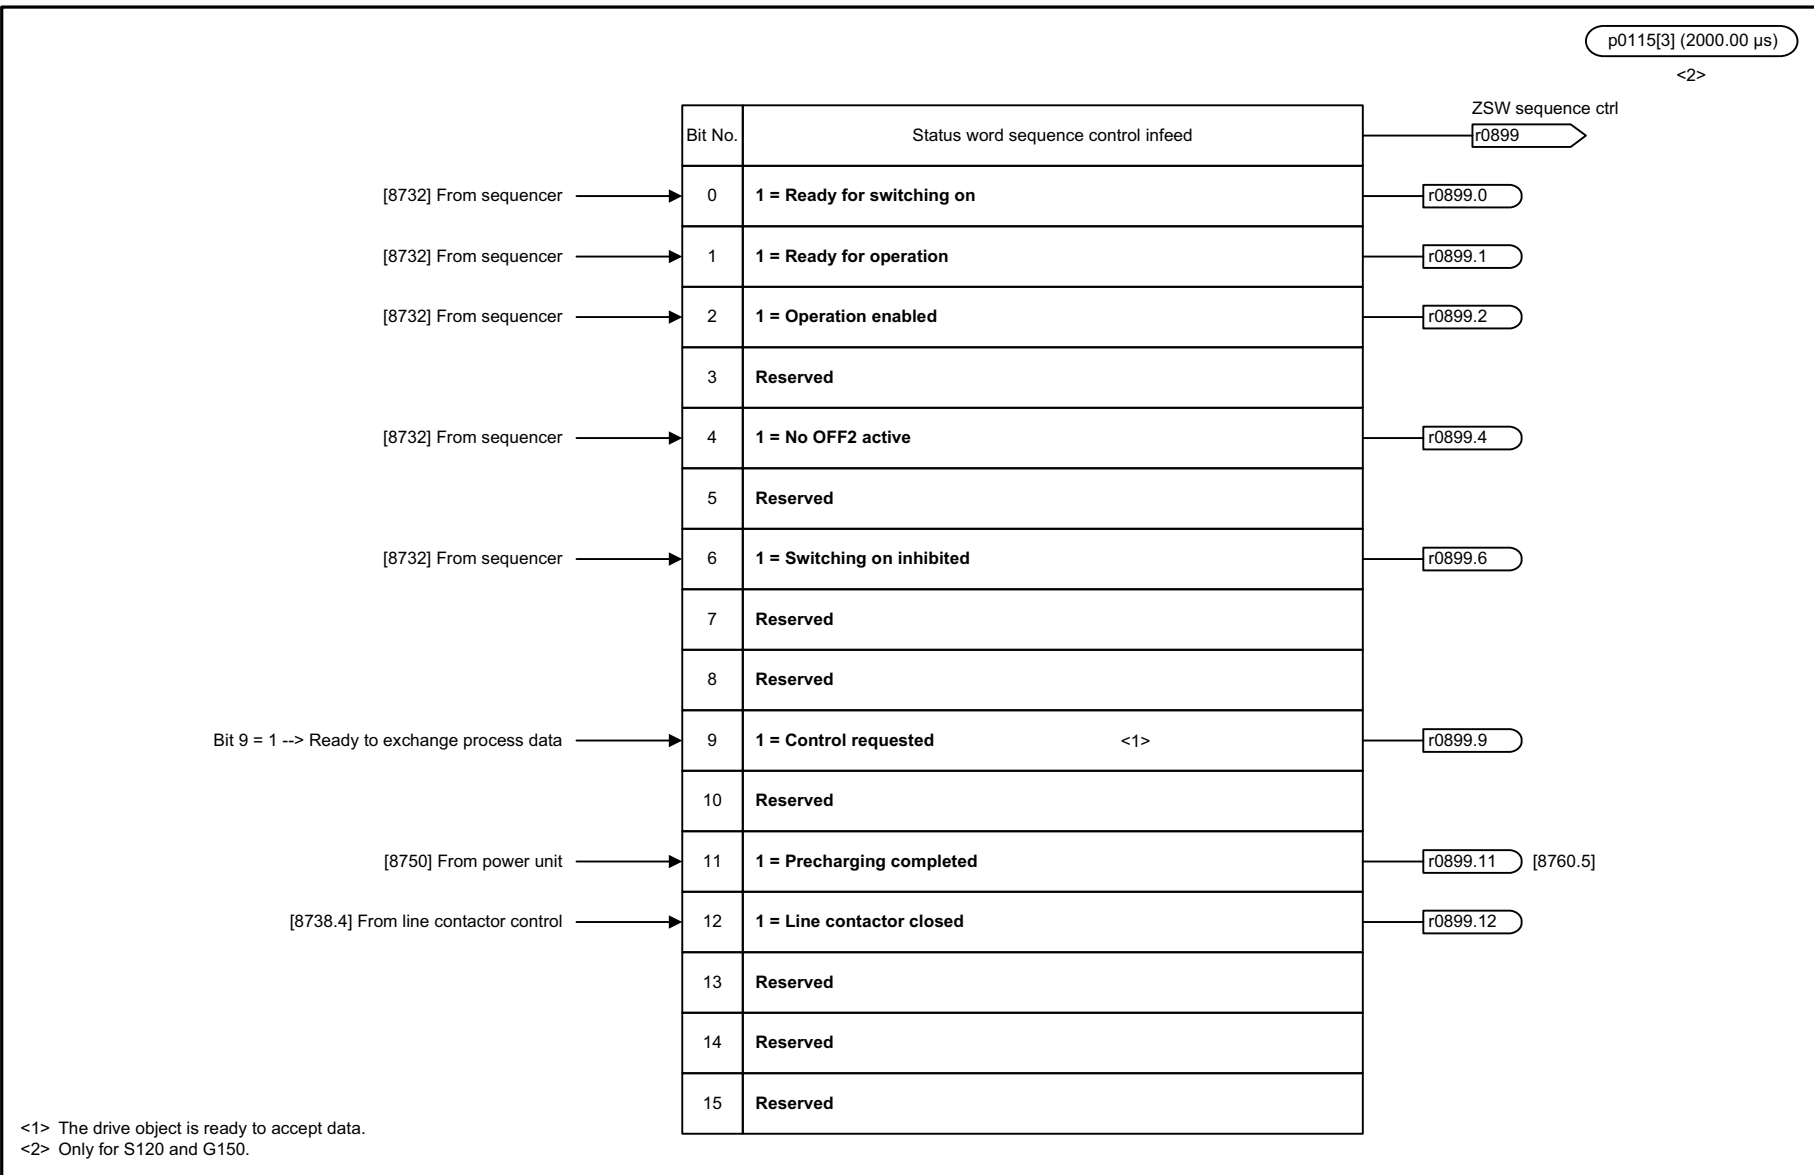 p0115[3] (2000.00 µs)
<2>
ZSW sequence ctrl
Bit No. Status word sequence control infeed r0899
[8732] From sequencer 0 1 = Ready for switching on r0899.0
[8732] From sequencer 1 1 = Ready for operation r0899.1
[8732] From sequencer 2 1 = Operation enabled r0899.2
3 Reserved
[8732] From sequencer 4 1 = No OFF2 active r0899.4
5 Reserved
[8732] From sequencer 6 1 = Switching on inhibited r0899.6
7 Reserved
8 Reserved
Bit 9 = 1 --> Ready to exchange process data 9 1 = Control requested <1> r0899.9
10 Reserved
[8750] From power unit 11 1 = Precharging completed r0899.11 [8760.5]
[8738.4] From line contactor control 12 1 = Line contactor closed r0899.12
13 Reserved
14 Reserved
15 Reserved
<1> The drive object is ready to accept data.
<2> Only for S120 and G150.